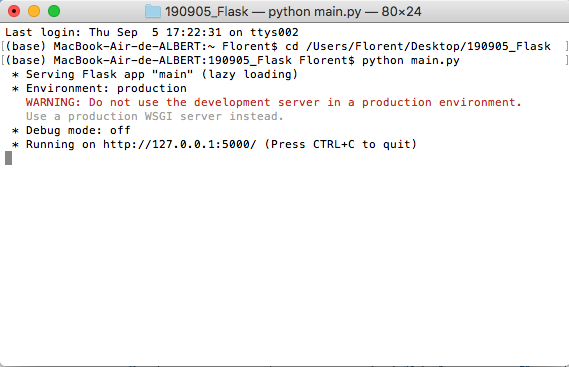 190905_Flask — python main.py — 80×24
Last login: Thu Sep  5 17:22:31 on ttys002
[(base) MacBook-Air-de-ALBERT:~ Florent$ cd /Users/Florent/Desktop/190905_Flask ]
[(base) MacBook-Air-de-ALBERT:190905_Flask Florent$ python main.py ]
 * Serving Flask app "main" (lazy loading)
 * Environment: production
   WARNING: Do not use the development server in a production environment.
   Use a production WSGI server instead.
 * Debug mode: off
 * Running on http://127.0.0.1:5000/ (Press CTRL+C to quit)